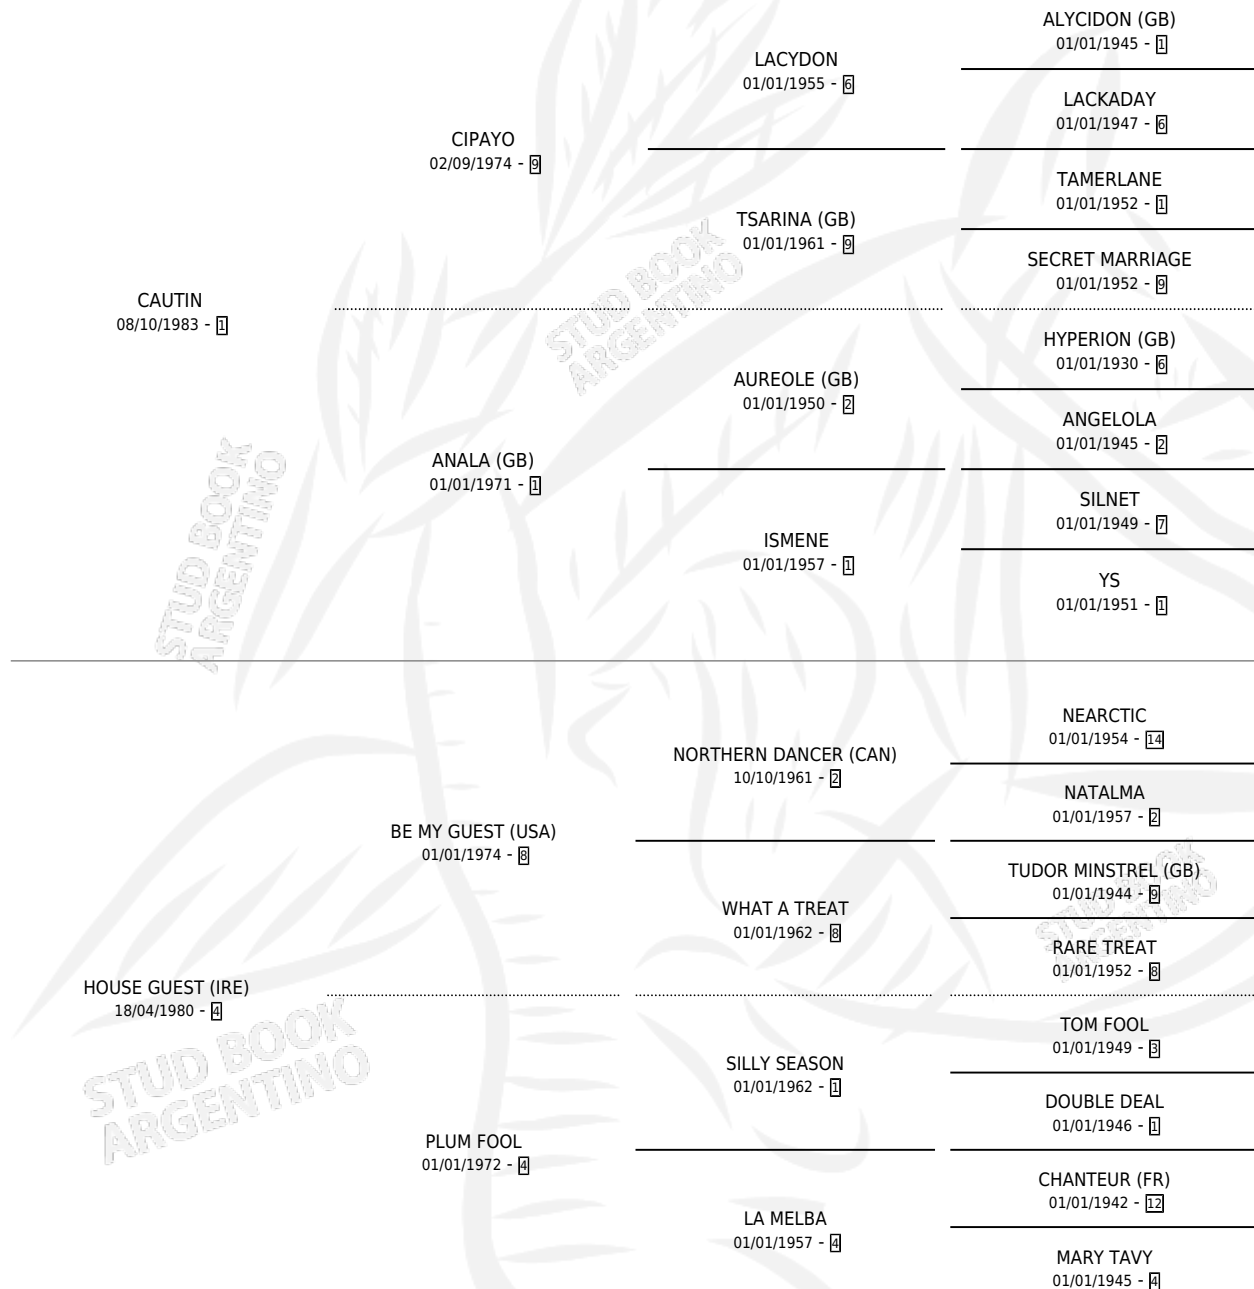 ALYCIDON (GB)
01/01/1945 - 1
LACYDON
01/01/1955 - 6
LACKADAY
01/01/1947 - 6
CIPAYO
02/09/1974 - 9
TAMERLANE
01/01/1952 - 1
TSARINA (GB)
01/01/1961 - 9
SECRET MARRIAGE
01/01/1952 - 9
CAUTIN
08/10/1983 - 1
HYPERION (GB)
01/01/1930 - 6
AUREOLE (GB)
01/01/1950 - 2
ANGELOLA
01/01/1945 - 2
ANALA (GB)
01/01/1971 - 1
SILNET
01/01/1949 - 7
ISMENE
01/01/1957 - 1
YS
01/01/1951 - 1
NEARCTIC
01/01/1954 - 14
NORTHERN DANCER (CAN)
10/10/1961 - 2
NATALMA
01/01/1957 - 2
BE MY GUEST (USA)
01/01/1974 - 8
TUDOR MINSTREL (GB)
01/01/1944 - 9
WHAT A TREAT
01/01/1962 - 8
RARE TREAT
01/01/1952 - 8
HOUSE GUEST (IRE)
18/04/1980 - 4
TOM FOOL
01/01/1949 - 3
SILLY SEASON
01/01/1962 - 1
DOUBLE DEAL
01/01/1946 - 1
PLUM FOOL
01/01/1972 - 4
CHANTEUR (FR)
01/01/1942 - 12
LA MELBA
01/01/1957 - 4
MARY TAVY
01/01/1945 - 4
STUD BOOK
ARGENTINO
STUD BOOK
ARGENTINO
STUD BOOK
ARGENTINO
STUD BOOK
ARGENTINO